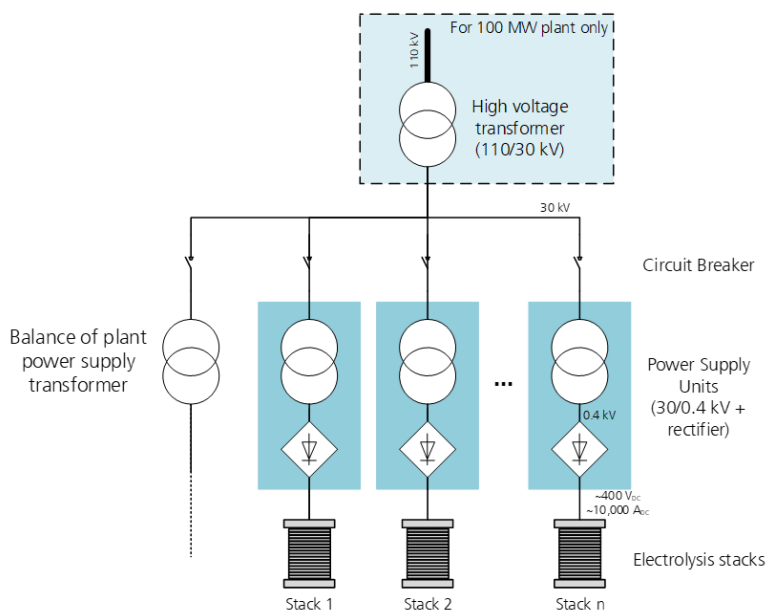 For 100 MW plant only
110 kV
High voltage
transformer
(110/30 kV)
30 kV
Circuit Breaker
Balance of plant
power supply
transformer
...
Power Supply
Units
(30/0.4 kV +
rectifier)
0.4 kV
~400 VDC
~10,000 ADC
Electrolysis stacks
Stack 1
Stack 2
Stack n